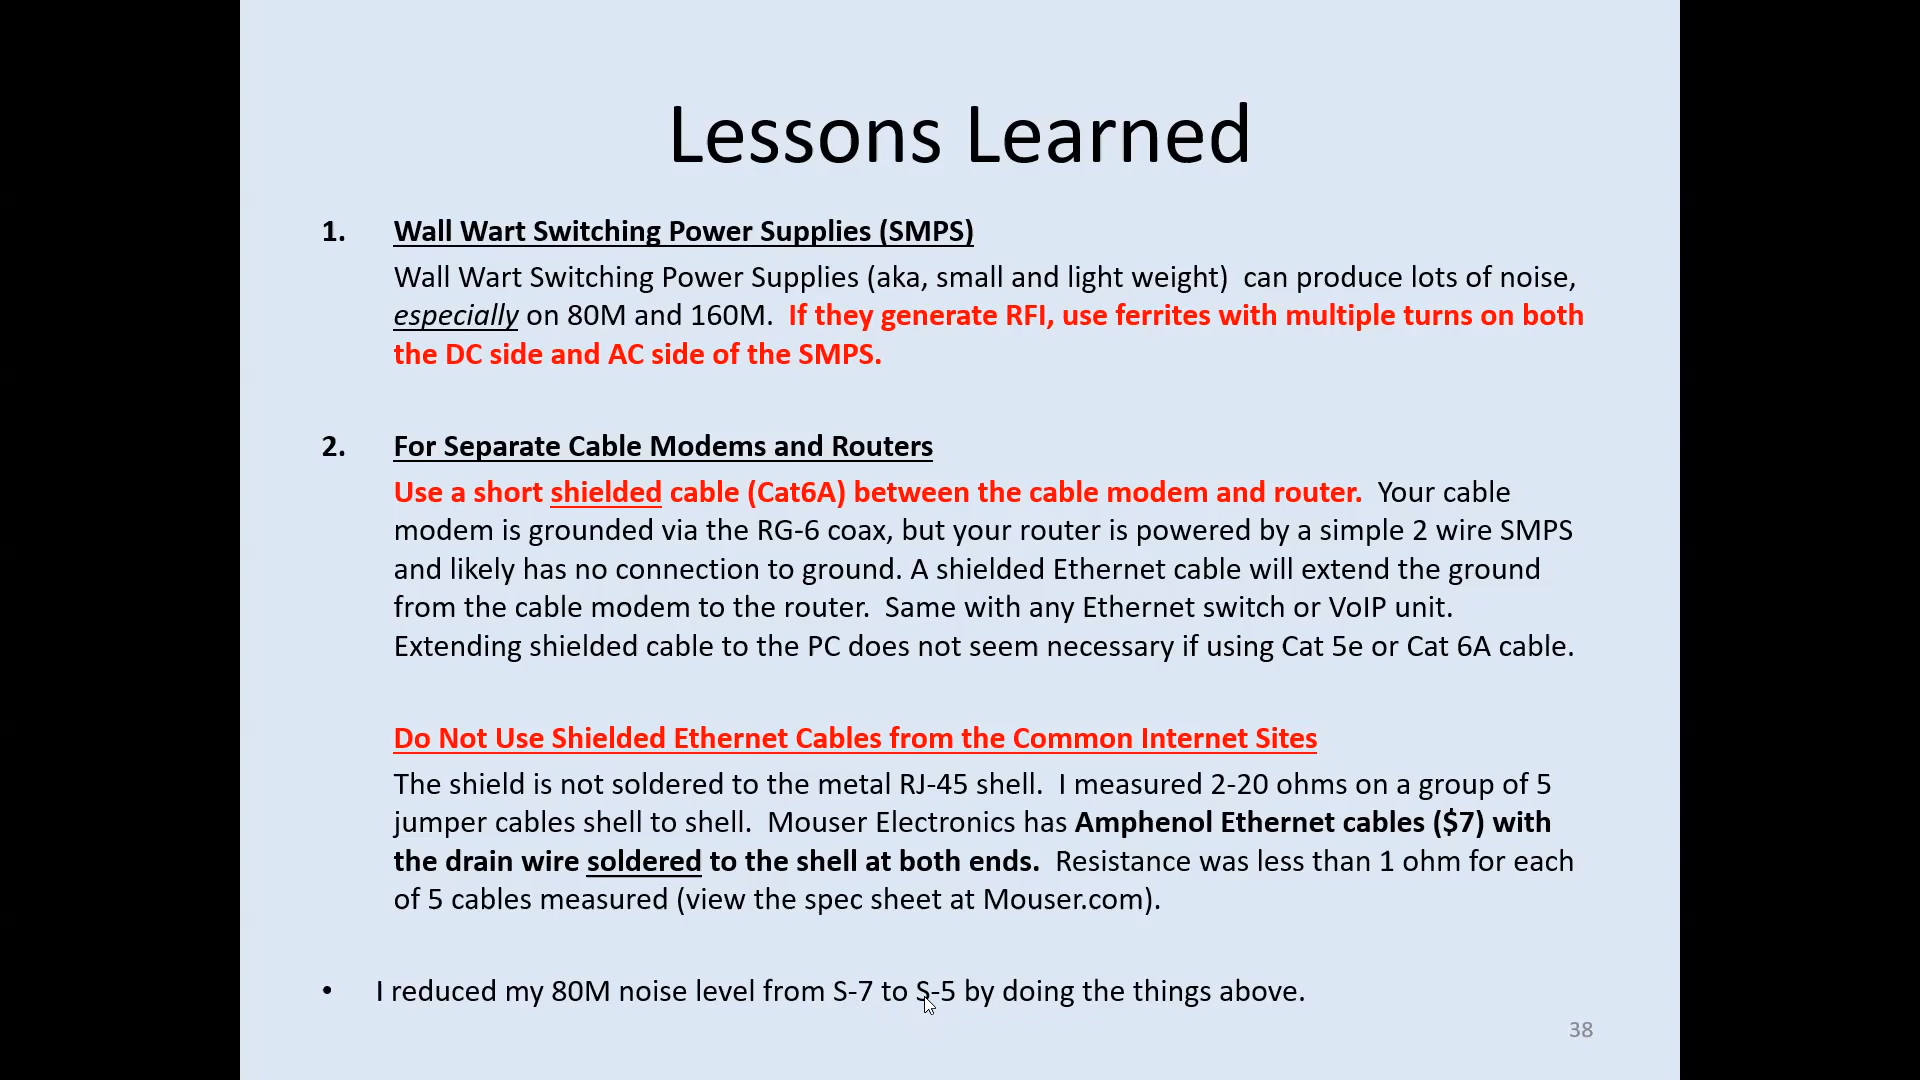 Lessons Learned
1. Wall Wart Switching Power Supplies (SMPS)
Wall Wart Switching Power Supplies (aka, small and light weight)  can produce lots of noise,
especially on 80M and 160M.  If they generate RFI, use ferrites with multiple turns on both
the DC side and AC side of the SMPS.
2. For Separate Cable Modems and Routers
Use a short shielded cable (Cat6A) between the cable modem and router.  Your cable
modem is grounded via the RG-6 coax, but your router is powered by a simple 2 wire SMPS
and likely has no connection to ground. A shielded Ethernet cable will extend the ground
from the cable modem to the router.  Same with any Ethernet switch or VoIP unit.
Extending shielded cable to the PC does not seem necessary if using Cat 5e or Cat 6A cable.
Do Not Use Shielded Ethernet Cables from the Common Internet Sites
The shield is not soldered to the metal RJ-45 shell.  I measured 2-20 ohms on a group of 5
jumper cables shell to shell.  Mouser Electronics has Amphenol Ethernet cables ($7) with
the drain wire soldered to the shell at both ends.  Resistance was less than 1 ohm for each
of 5 cables measured (view the spec sheet at Mouser.com).
• I reduced my 80M noise level from S-7 to S-5 by doing the things above.
38